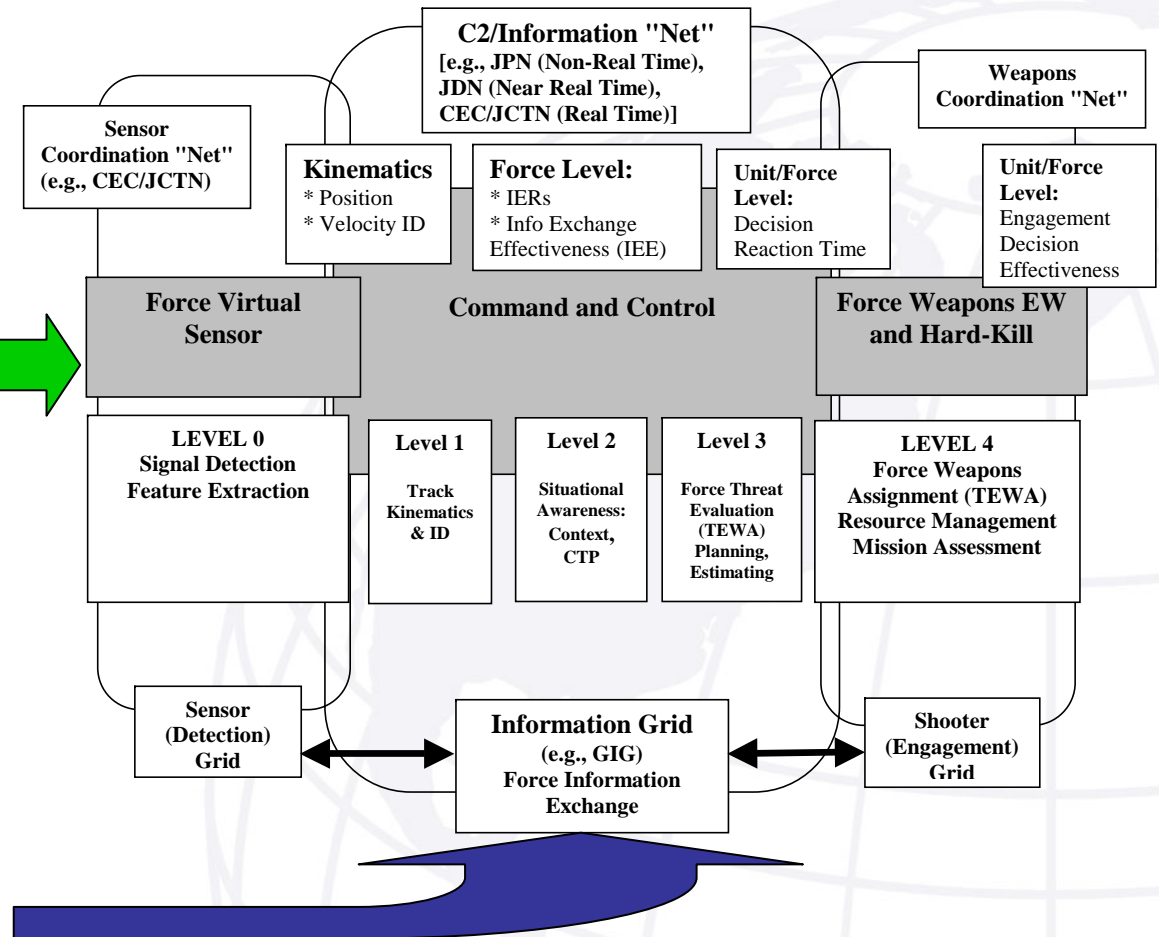 C2/Information "Net"
[e.g., JPN (Non-Real Time),
JDN (Near Real Time),
CEC/JCTN (Real Time)]
Sensor
Coordination "Net"
(e.g., CEC/JCTN)
Weapons
Coordination "Net"
Kinematics
* Position
* Velocity ID
Force Level:
* IERs
* Info Exchange
Effectiveness (IEE)
Unit/Force
Level:
Decision
Reaction Time
Unit/Force
Level:
Engagement
Decision
Effectiveness
Force Virtual
Sensor
Command and Control
Force Weapons EW
and Hard-Kill
LEVEL 0
Signal Detection
Feature Extraction
Level 1
Track
Kinematics
& ID
Level 2
Situational
Awareness:
Context,
CTP
Level 3
Force Threat
Evaluation
(TEWA)
Planning,
Estimating
LEVEL 4
Force Weapons
Assignment (TEWA)
Resource Management
Mission Assessment
Sensor
(Detection)
Grid
Information Grid
(e.g., GIG)
Force Information
Exchange
Shooter
(Engagement)
Grid